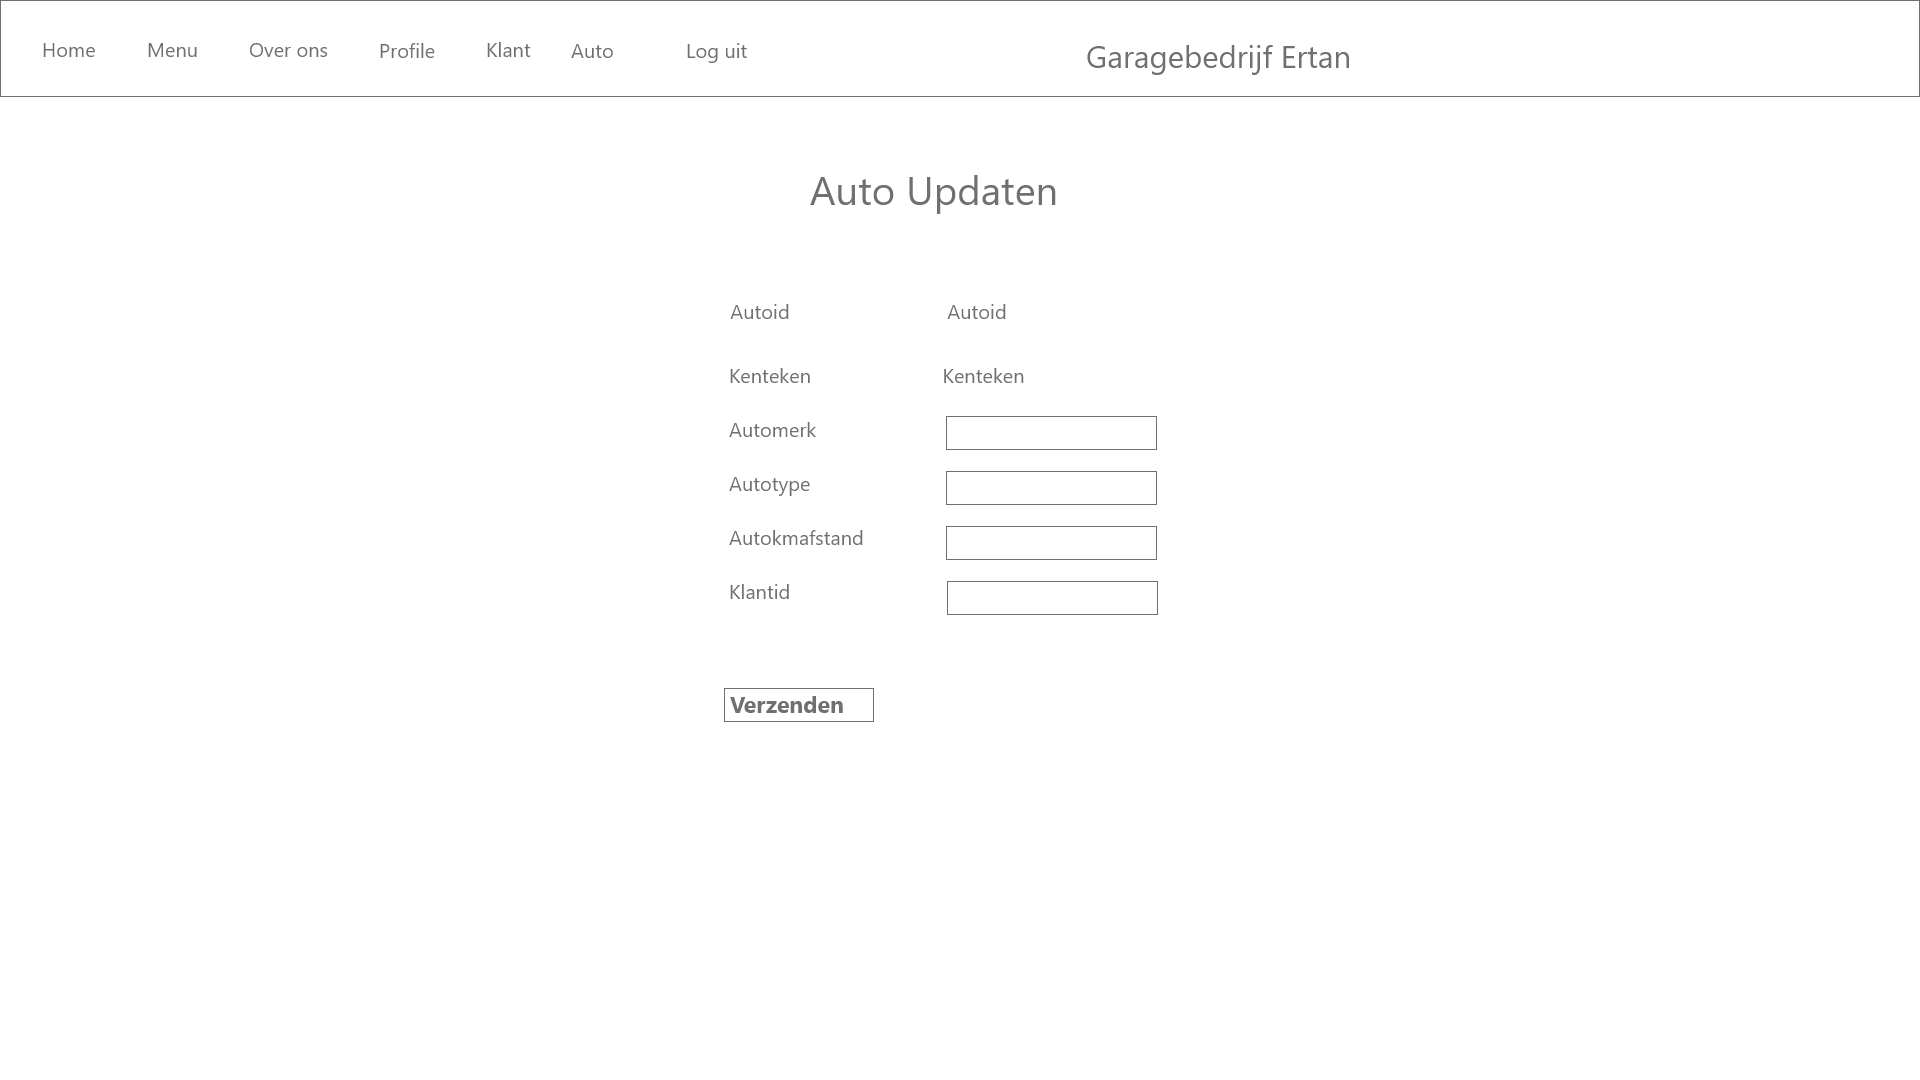 Home Menu Over ons Profile Klant Auto Log uit Garagebedrijf Ertan
Auto Updaten
Autoid Autoid
Kenteken Kenteken
Automerk
Autotype
Autokmafstand
Klantid
Verzenden